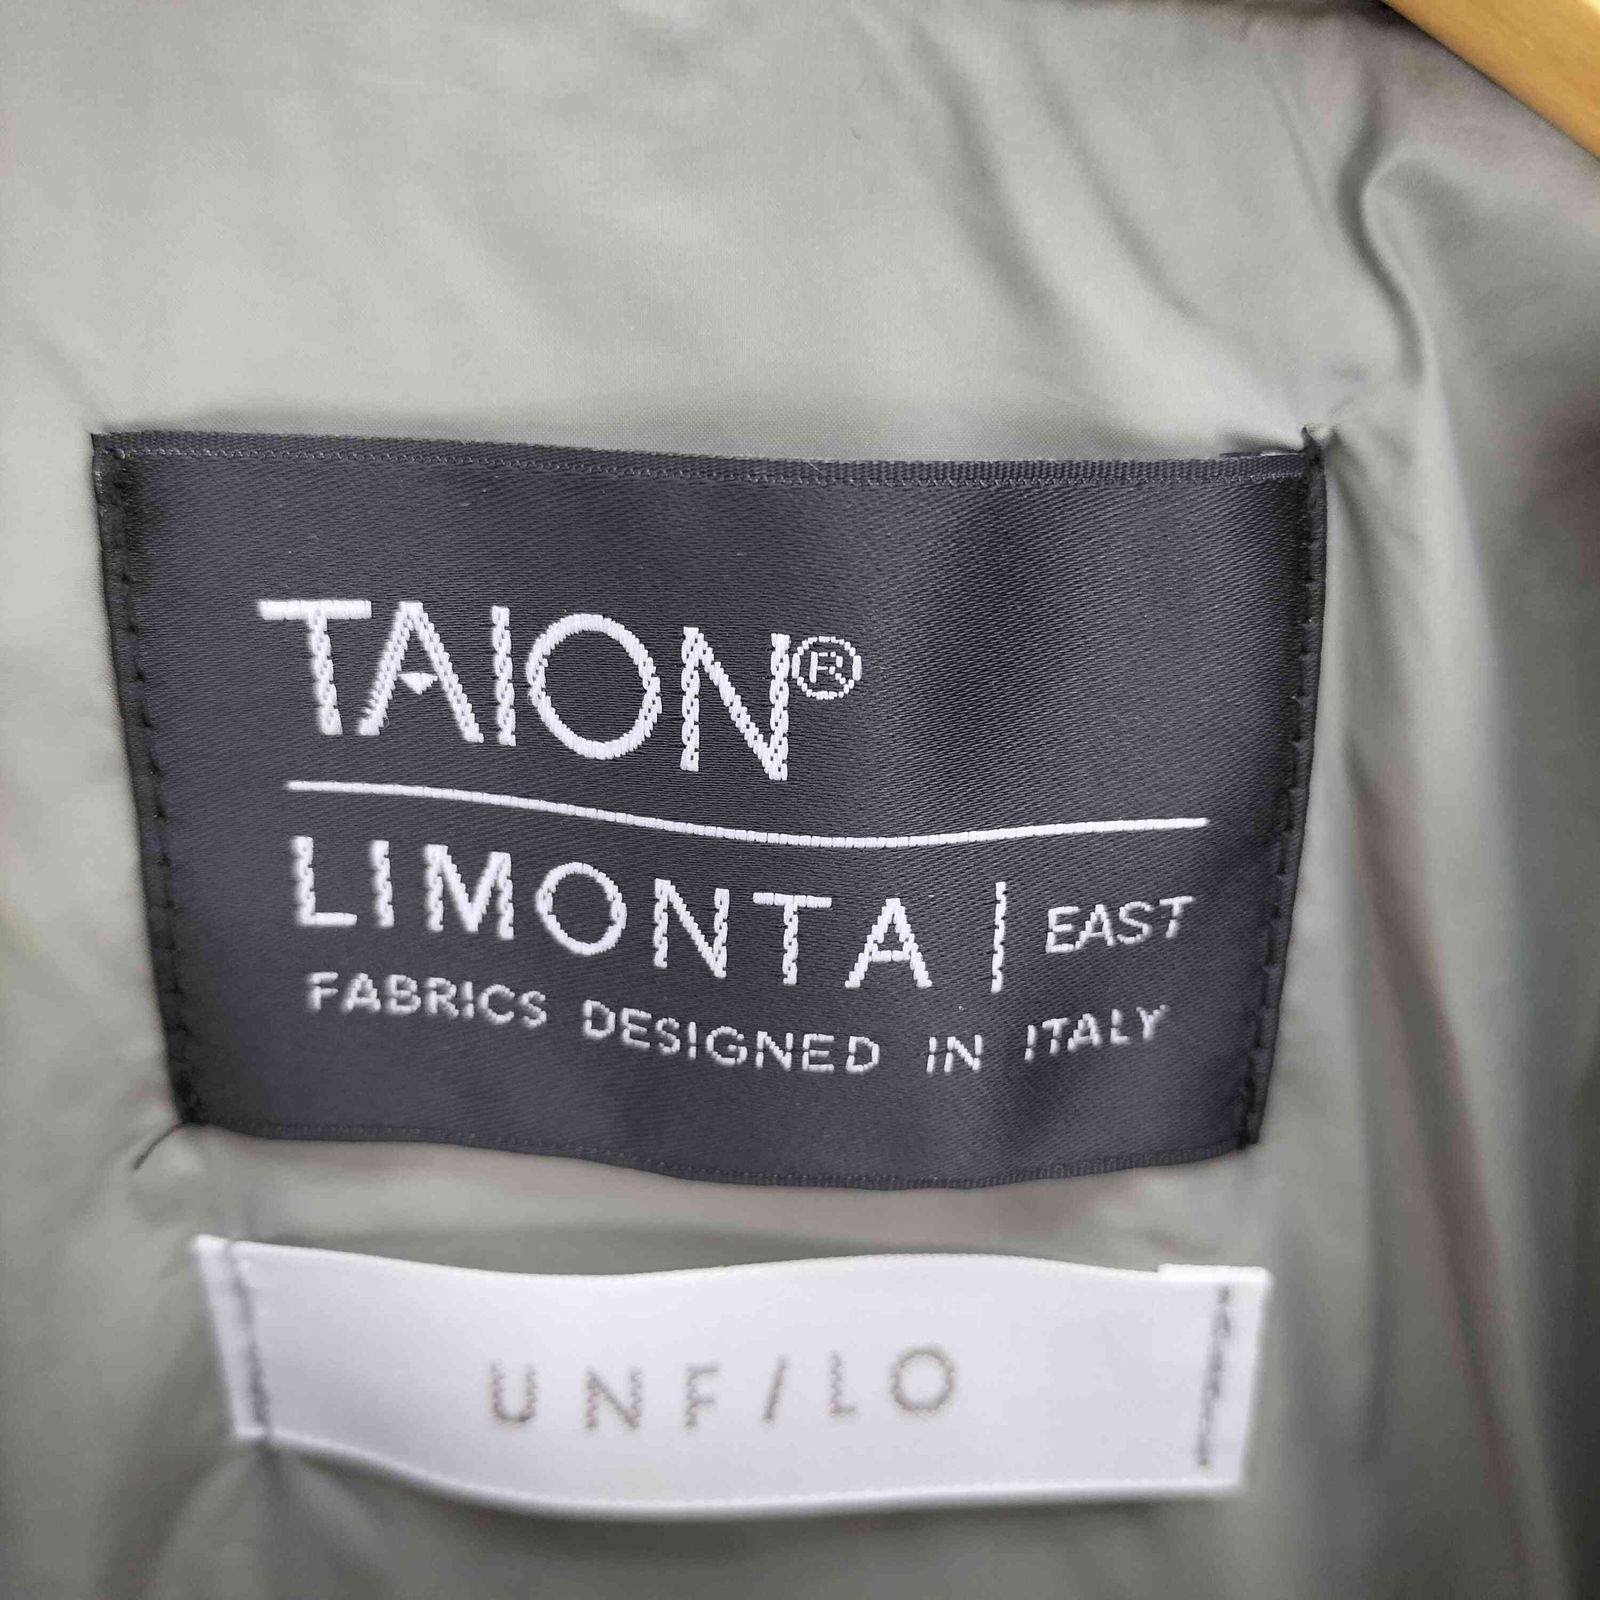 TAION®
LIMONTA | EAST
FABRICS DESIGNED IN ITALY
UNF/LO